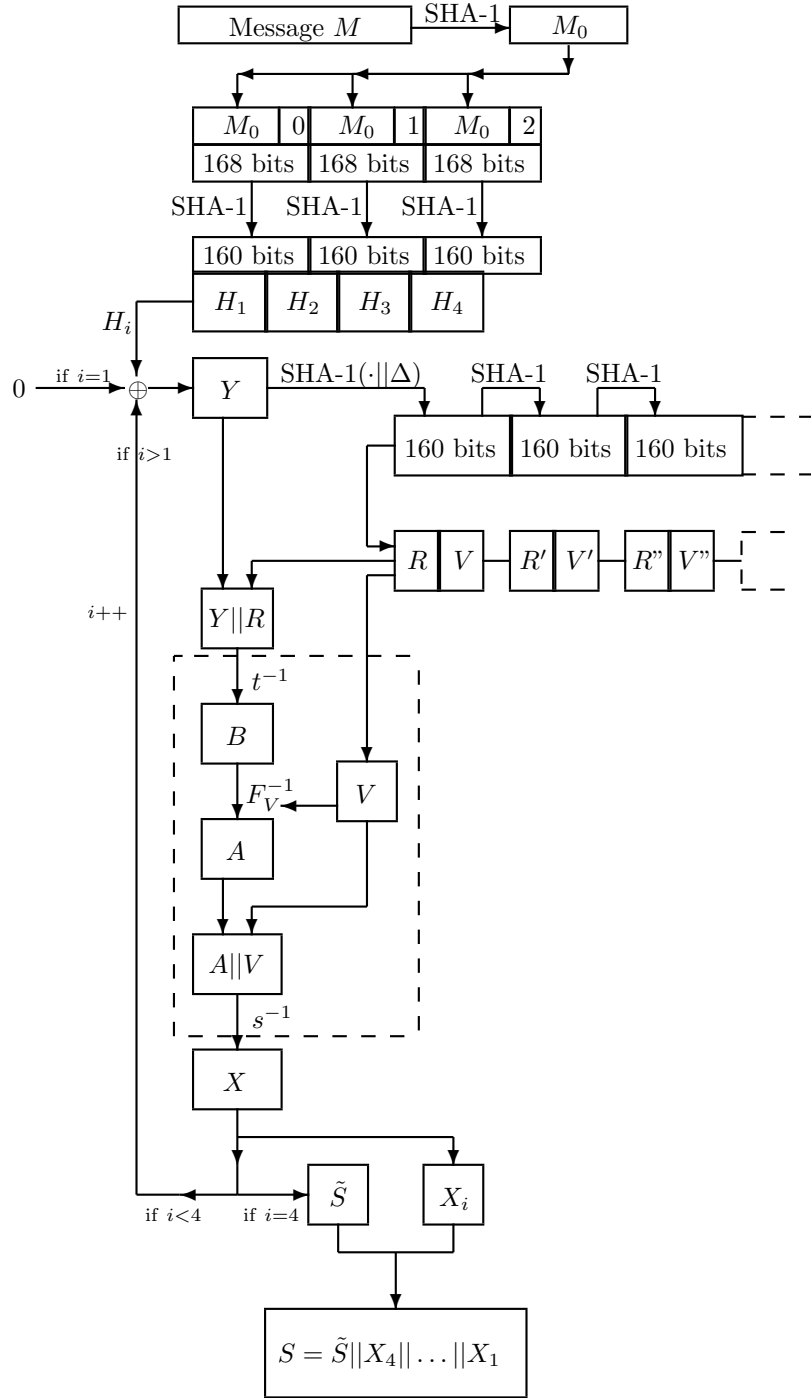 SHA-1
Message M M₀
M₀ 0 M₀ 1 M₀ 2
168 bits 168 bits 168 bits
SHA-1 SHA-1 SHA-1
160 bits 160 bits 160 bits
H₁ H₂ H₃ H₄
Hᵢ
0 if i=1 ⊕ Y SHA-1(·||Δ) SHA-1 SHA-1
if i>1 160 bits 160 bits 160 bits
R V R' V' R” V”
i++ Y||R
t⁻¹
B
F_V⁻¹ V
A
A||V
s⁻¹
X
S̃ Xᵢ
if i<4 if i=4
S = S̃||X₄||...||X₁